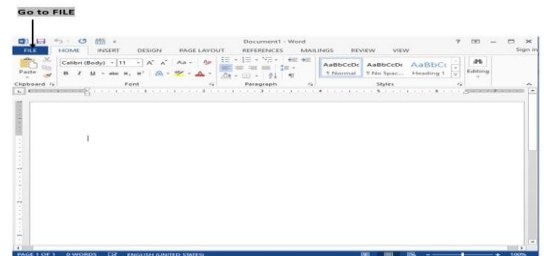 Go to FILE
Document1 - Word
FILE HOME INSERT DESIGN PAGE LAYOUT REFERENCES MAILINGS REVIEW VIEW Sign in
Paste
Calibri (Body) 11
B I U abc
AaBbCcDc AaBbCcDc AaBbCc
¶ Normal ¶ No Spac... Heading 1
Editing
Clipboard Font Paragraph Styles
PAGE 1 OF 1 0 WORDS ENGLISH (UNITED STATES) 100%